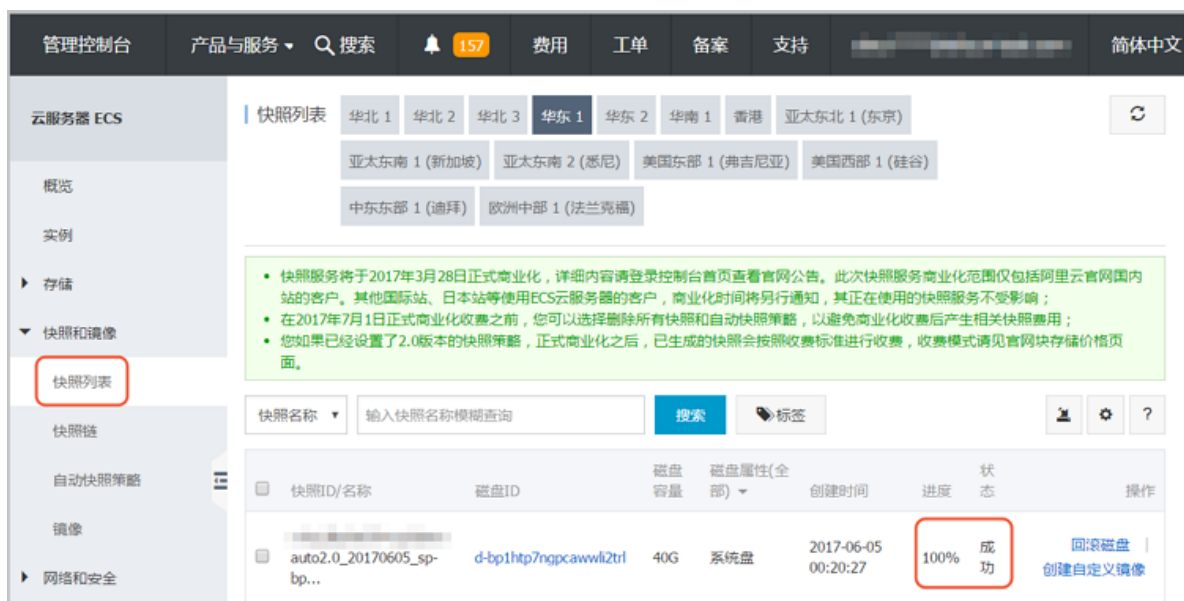 管理控制台 产品与服务 搜索 157 费用 工单 备案 支持 简体中文
云服务器 ECS
概览
实例
存储
快照和镜像
快照列表
快照链
自动快照策略
镜像
网络和安全
快照列表 华北 1 华北 2 华北 3 华东 1 华东 2 华南 1 香港 亚太东北 1 (东京)
亚太东南 1 (新加坡) 亚太东南 2 (悉尼) 美国东部 1 (弗吉尼亚) 美国西部 1 (硅谷)
中东东部 1 (迪拜) 欧洲中部 1 (法兰克福)
• 快照服务将于2017年3月28日正式商业化，详细内容请登录控制台首页查看官网公告。此次快照服务商业化范围仅包括阿里云官网国内
站的客户。其他国际站、日本站等使用ECS云服务器的客户，商业化时间将另行通知，其正在使用的快照服务不受影响；
• 在2017年7月1日正式商业化收费之前，您可以选择删除所有快照和自动快照策略，以避免商业化收费后产生相关快照费用；
• 您如果已经设置了2.0版本的快照策略，正式商业化之后，已生成的快照会按照收费标准进行收费，收费模式请见官网块存储价格页
面。
快照名称 输入快照名称模糊查询 搜索 标签 ?
快照ID/名称 磁盘ID 磁盘
容量 磁盘属性(全
部) 创建时间 进度 状
态 操作
auto2.0_20170605_sp-
bp... d-bp1htp7ngpcawwli2trl 40G 系统盘 2017-06-05
00:20:27 100% 成
功 回滚磁盘
创建自定义镜像